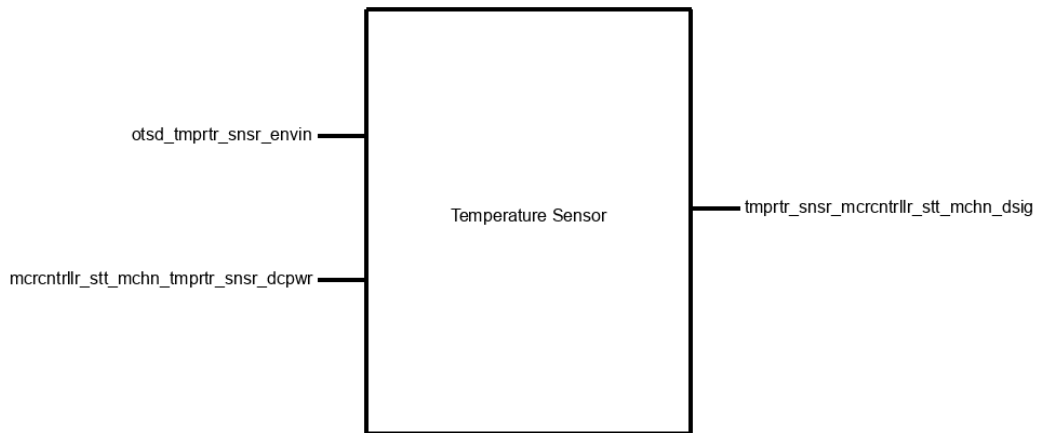 otsd_tmprtr_snsr_envin
Temperature Sensor
tmprtr_snsr_mcrcntrllr_stt_mchn_dsig
mcrcntrllr_stt_mchn_tmprtr_snsr_dcpwr